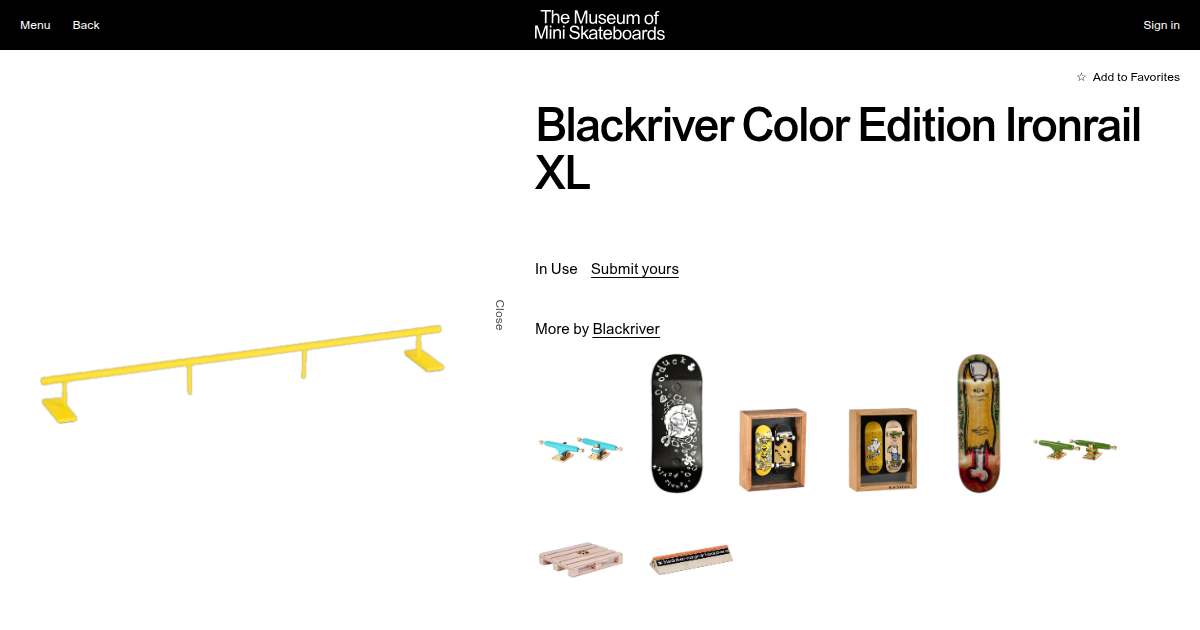 Menu
Back
The Museum of
Mini Skateboards
Sign in
☆ Add to Favorites
Blackriver Color Edition Ironrail
XL
In Use
Submit yours
Close
More by Blackriver